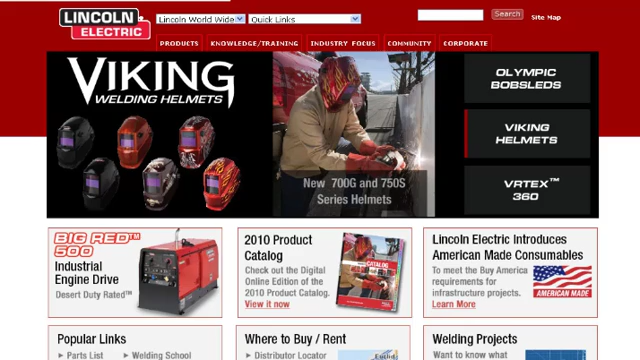 LINCOLN
ELECTRIC
Lincoln World Wide
Quick Links
Search
Site Map
PRODUCTS
KNOWLEDGE/TRAINING
INDUSTRY FOCUS
COMMUNITY
CORPORATE
VIKING
WELDING HELMETS
New 700G and 750S
Series Helmets
OLYMPIC
BOBSLEDS
VIKING
HELMETS
VRTEX™
360
BIG RED™
500
Industrial
Engine Drive
Desert Duty Rated™
2010 Product
Catalog
Check out the Digital
Online Edition of the
2010 Product Catalog.
View it now
CATALOG
Lincoln Electric Introduces
American Made Consumables
To meet the Buy America
requirements for
infrastructure projects.
Learn More
AMERICAN MADE
Popular Links
Parts List
Welding School
Where to Buy / Rent
Distributor Locator
Welding Projects
Want to know what